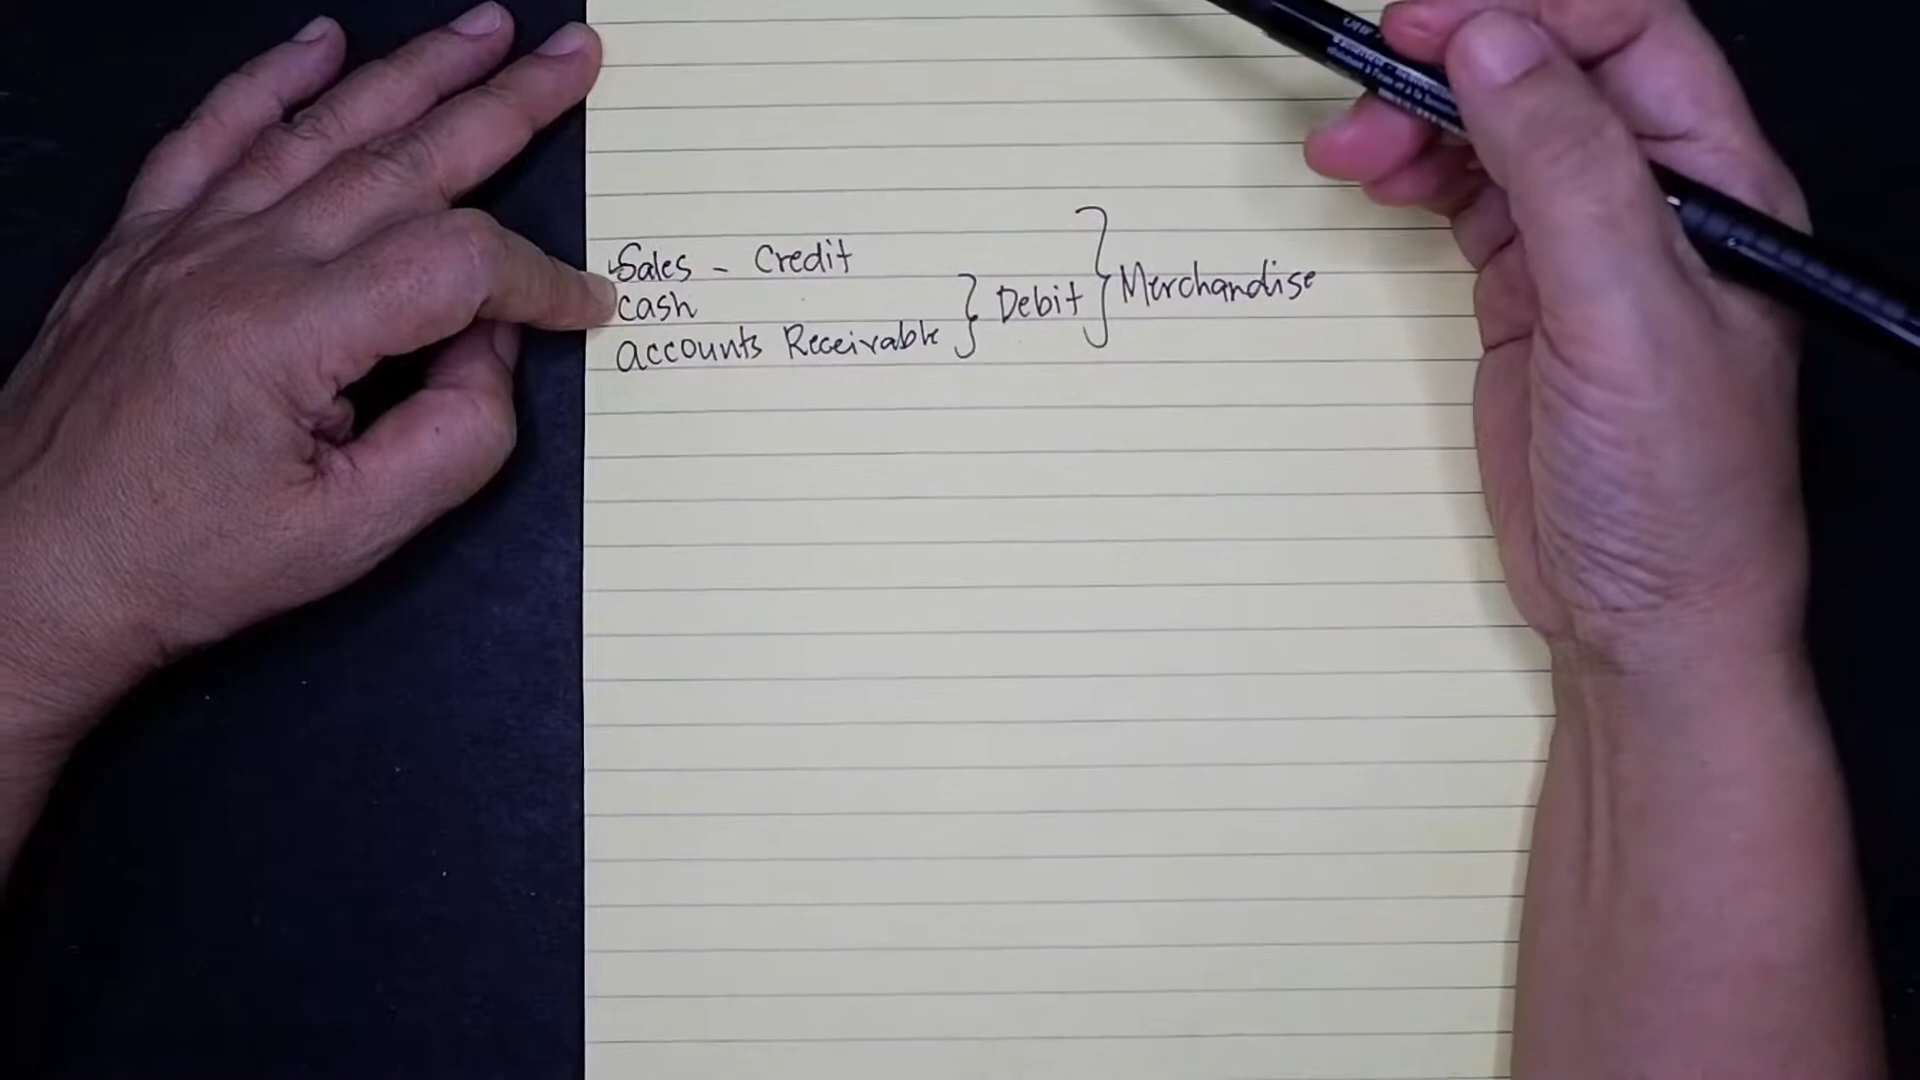 Sales - Credit
cash
accounts Receivable } Debit } Merchandise